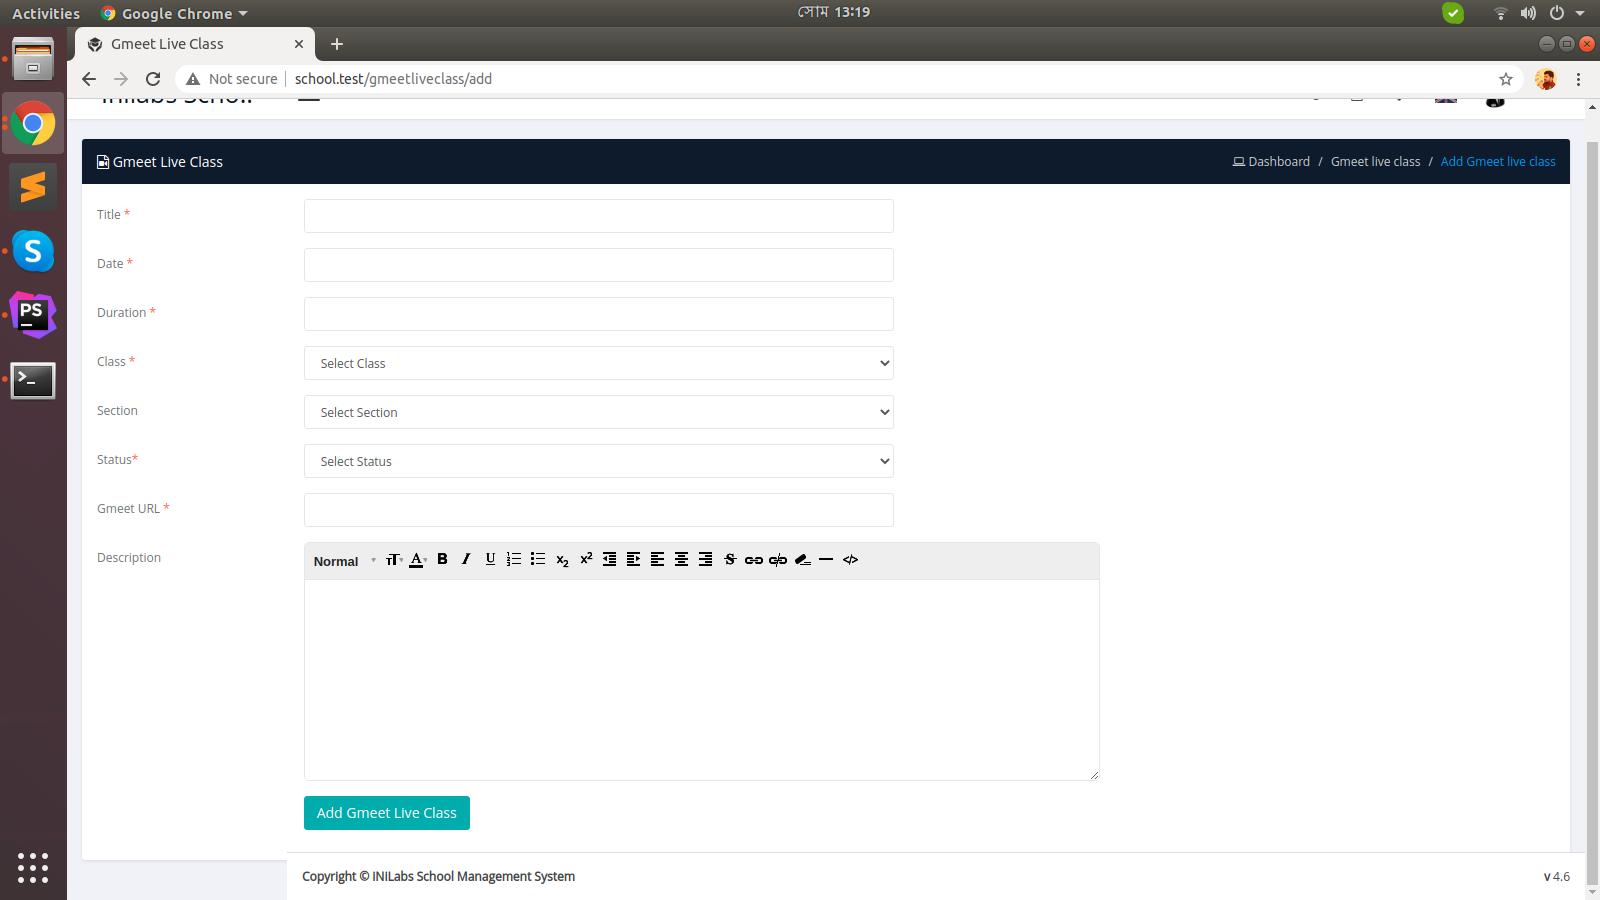 Activities
Google Chrome
সোম 13:19
Gmeet Live Class
Not secure
school.test/gmeetliveclass/add
Gmeet Live Class
Dashboard / Gmeet live class / Add Gmeet live class
Title *
Date *
Duration *
Class *
Select Class
Section
Select Section
Status*
Select Status
Gmeet URL *
Description
Normal
Add Gmeet Live Class
Copyright © INILabs School Management System
v 4.6